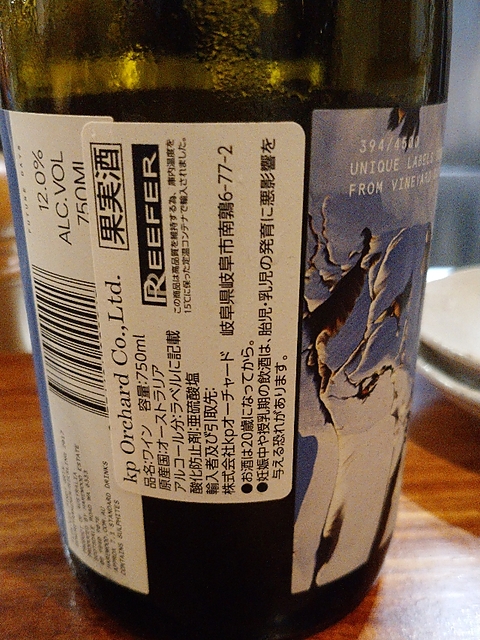 12.0%
ALC.VOL
750Ml
果実酒
REEFER
この商品は高品質を維持する為、庫内温度を
15℃に保った定温コンテナで輸入されました。
kp Orchard Co.,Ltd.
品名:ワイン 容量:750ml
原産国:オーストラリア
アルコール分:ラベルに記載
酸化防止剤:亜硫酸塩
輸入者及び引取先:
株式会社kpオーチャード 岐阜県岐阜市南鶉6-77-2
●お酒は20歳になってから。
●妊娠中や授乳期の飲酒は、胎児・乳児の発育に悪影響を
与える恐れがあります。
394/4500
UNIQUE LABELS
FROM VINEYARD
STANDARD DRINKS
CONTAINS SULPHITES